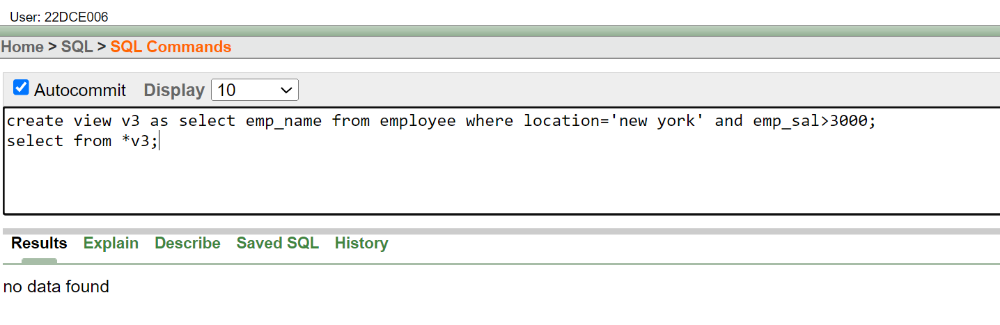 User: 22DCE006
Home > SQL > SQL Commands
Autocommit Display 10
create view v3 as select emp_name from employee where location='new york' and emp_sal>3000;
select from *v3;
Results Explain Describe Saved SQL History
no data found